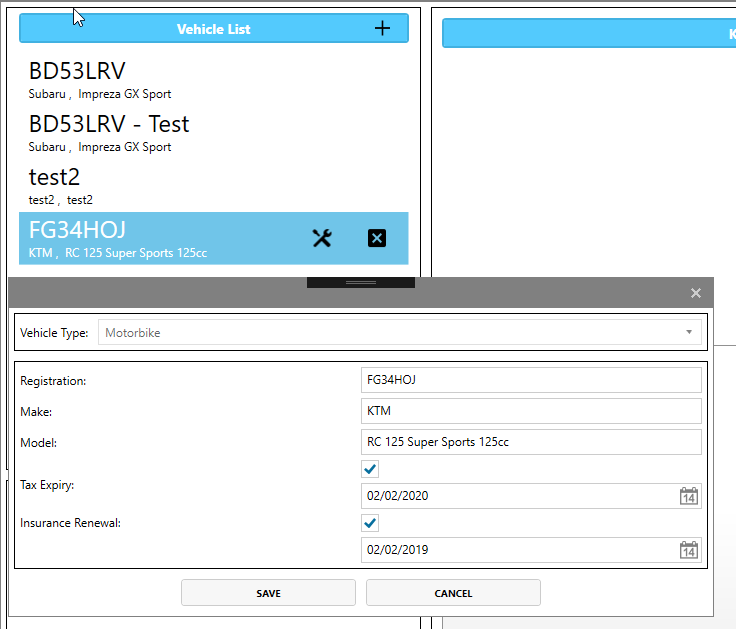 Vehicle List
K
BD53LRV
Subaru , Impreza GX Sport
BD53LRV - Test
Subaru , Impreza GX Sport
test2
test2 , test2
FG34HOJ
KTM , RC 125 Super Sports 125cc
Vehicle Type: Motorbike
Registration: FG34HOJ
Make: KTM
Model: RC 125 Super Sports 125cc
Tax Expiry:
02/02/2020 14
Insurance Renewal:
02/02/2019 14
SAVE CANCEL